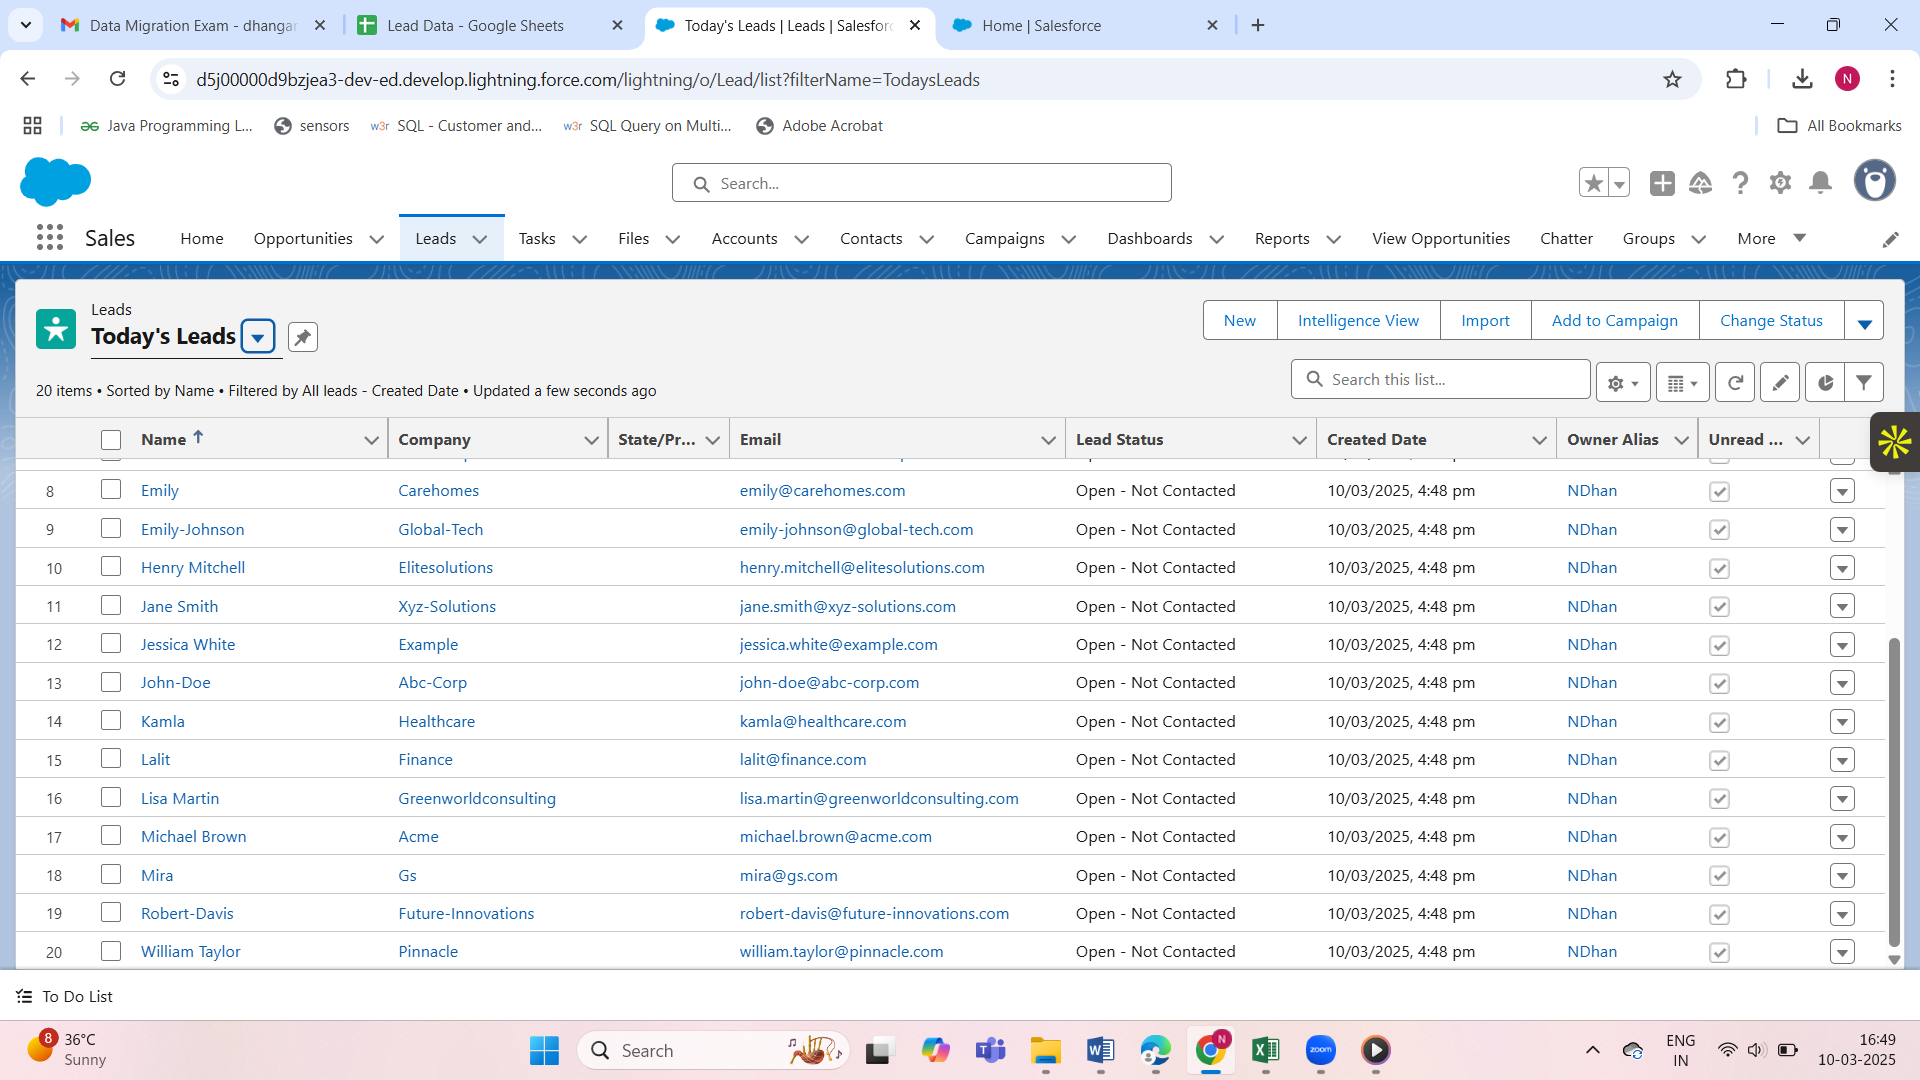 Data Migration Exam - dhangar
Lead Data - Google Sheets
Today's Leads | Leads | Salesforc
Home | Salesforce
d5j00000d9bzjea3-dev-ed.develop.lightning.force.com/lightning/o/Lead/list?filterName=TodaysLeads
N
Java Programming L...
sensors
w3r SQL - Customer and...
w3r SQL Query on Multi...
Adobe Acrobat
All Bookmarks
Search...
Sales
Home
Opportunities
Leads
Tasks
Files
Accounts
Contacts
Campaigns
Dashboards
Reports
View Opportunities
Chatter
Groups
More
Leads
Today's Leads
New
Intelligence View
Import
Add to Campaign
Change Status
20 items • Sorted by Name • Filtered by All leads - Created Date • Updated a few seconds ago
Search this list...
Name Company State/Pr... Email Lead Status Created Date Owner Alias Unread ...
8 Emily Carehomes emily@carehomes.com Open - Not Contacted 10/03/2025, 4:48 pm NDhan
9 Emily-Johnson Global-Tech emily-johnson@global-tech.com Open - Not Contacted 10/03/2025, 4:48 pm NDhan
10 Henry Mitchell Elitesolutions henry.mitchell@elitesolutions.com Open - Not Contacted 10/03/2025, 4:48 pm NDhan
11 Jane Smith Xyz-Solutions jane.smith@xyz-solutions.com Open - Not Contacted 10/03/2025, 4:48 pm NDhan
12 Jessica White Example jessica.white@example.com Open - Not Contacted 10/03/2025, 4:48 pm NDhan
13 John-Doe Abc-Corp john-doe@abc-corp.com Open - Not Contacted 10/03/2025, 4:48 pm NDhan
14 Kamla Healthcare kamla@healthcare.com Open - Not Contacted 10/03/2025, 4:48 pm NDhan
15 Lalit Finance lalit@finance.com Open - Not Contacted 10/03/2025, 4:48 pm NDhan
16 Lisa Martin Greenworldconsulting lisa.martin@greenworldconsulting.com Open - Not Contacted 10/03/2025, 4:48 pm NDhan
17 Michael Brown Acme michael.brown@acme.com Open - Not Contacted 10/03/2025, 4:48 pm NDhan
18 Mira Gs mira@gs.com Open - Not Contacted 10/03/2025, 4:48 pm NDhan
19 Robert-Davis Future-Innovations robert-davis@future-innovations.com Open - Not Contacted 10/03/2025, 4:48 pm NDhan
20 William Taylor Pinnacle william.taylor@pinnacle.com Open - Not Contacted 10/03/2025, 4:48 pm NDhan
To Do List
8
36°C
Sunny
Search
N
zoom
ENG
IN
16:49
10-03-2025